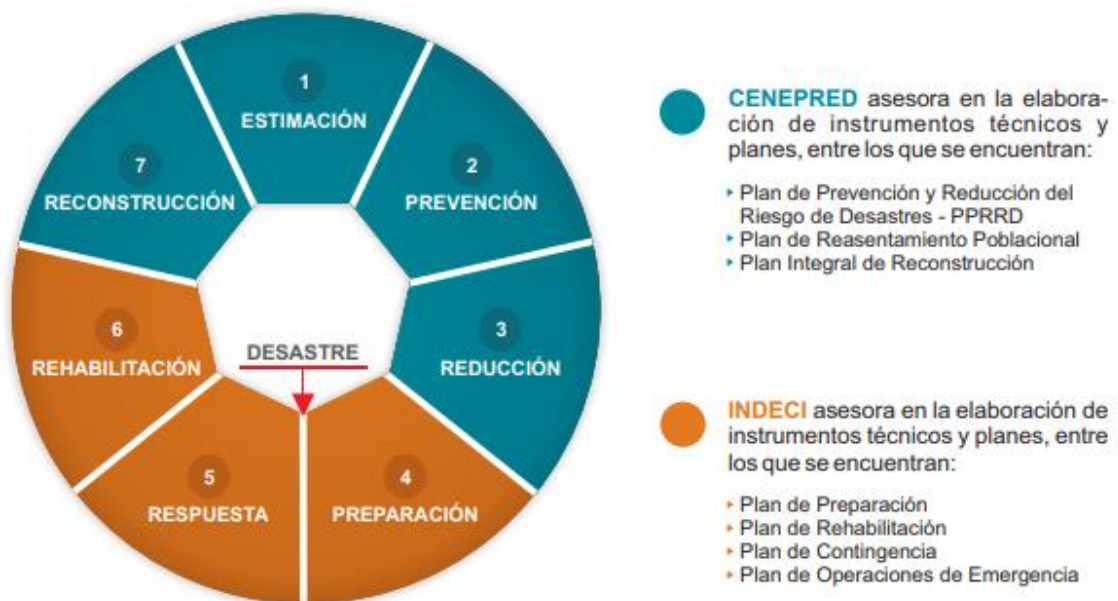 1
ESTIMACIÓN
2
PREVENCIÓN
3
REDUCCIÓN
4
PREPARACIÓN
5
RESPUESTA
6
REHABILITACIÓN
7
RECONSTRUCCIÓN
DESASTRE
CENEPRED asesora en la elabora-
ción de instrumentos técnicos y
planes, entre los que se encuentran:
‣ Plan de Prevención y Reducción del
Riesgo de Desastres - PPRRD
‣ Plan de Reasentamiento Poblacional
‣ Plan Integral de Reconstrucción
INDECI asesora en la elaboración de
instrumentos técnicos y planes, entre
los que se encuentran:
‣ Plan de Preparación
‣ Plan de Rehabilitación
‣ Plan de Contingencia
‣ Plan de Operaciones de Emergencia